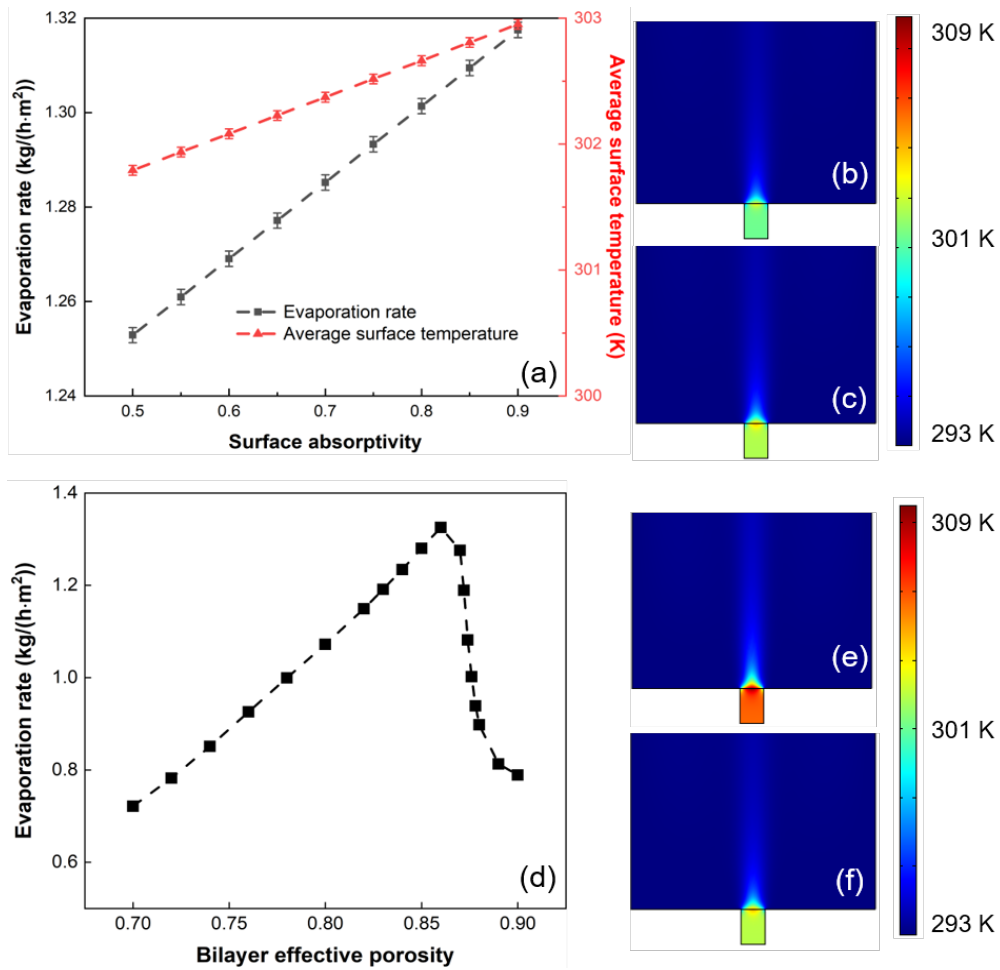 1.32
1.30
1.28
1.26
1.24
Evaporation rate (kg/(h·m²))
303
302
301
300
Average surface temperature (K)
Evaporation rate
Average surface temperature
(a)
0.5 0.6 0.7 0.8 0.9
Surface absorptivity
(b)
(c)
309 K
301 K
293 K
1.4
1.2
1.0
0.8
0.6
Evaporation rate (kg/(h·m²))
(d)
0.70 0.75 0.80 0.85 0.90
Bilayer effective porosity
(e)
(f)
309 K
301 K
293 K